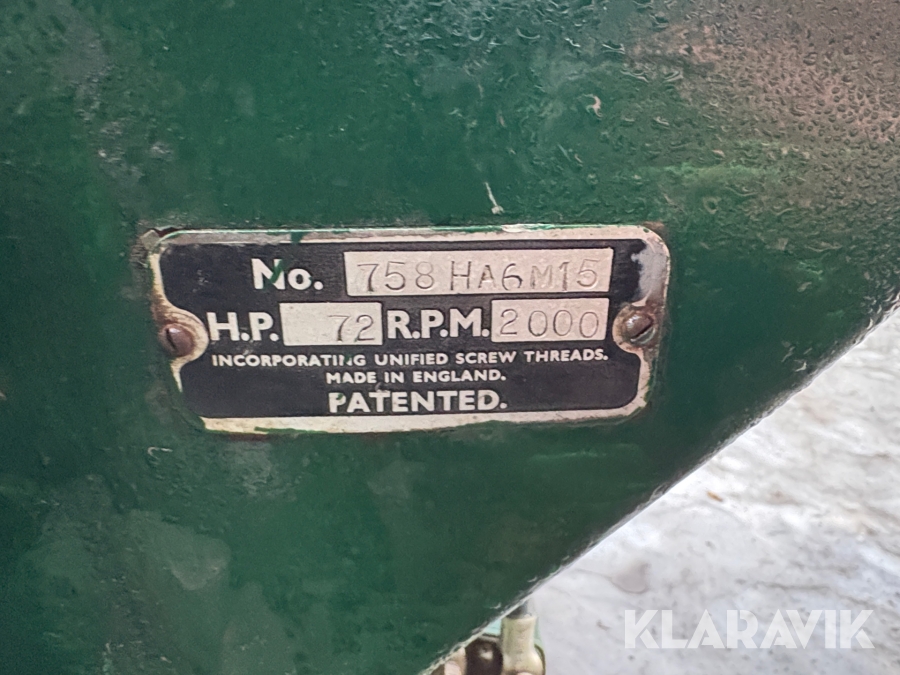 No. 758 HA6M15
H.P. 72 R.P.M. 2000
INCORPORATING UNIFIED SCREW THREADS.
MADE IN ENGLAND.
PATENTED.
KLARAVIK